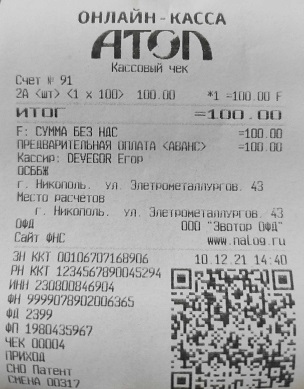 ОНЛАЙН-КАССА
АТОЛ
Кассовый чек
Счет № 91
2А <шт> <1 x 100> 100.00 *1 =100.00 F
ИТОГ =100.00
F: СУММА БЕЗ НДС =100.00
ПРЕДВАРИТЕЛЬНАЯ ОПЛАТА <АВАНС> =100.00
Кассир: DEVEGOR Егор
ОСББЖ
г. Никополь. ул. Злетрометаллургов. 43
Место расчетов
г. Никополь. ул. Злетрометаллургов. 43
ОФД ООО "Эвотор ОФД"
Сайт ФНС www.nalog.ru
ЗН ККТ 00106707168906 10.12.21 14:40
РН ККТ 1234567890045294
ИНН 230800846904
ФН 9999078902006365
ФД 2399
ФП 1980435967
ЧЕК 00004
ПРИХОД
СНО Патент
СМЕНА 00317